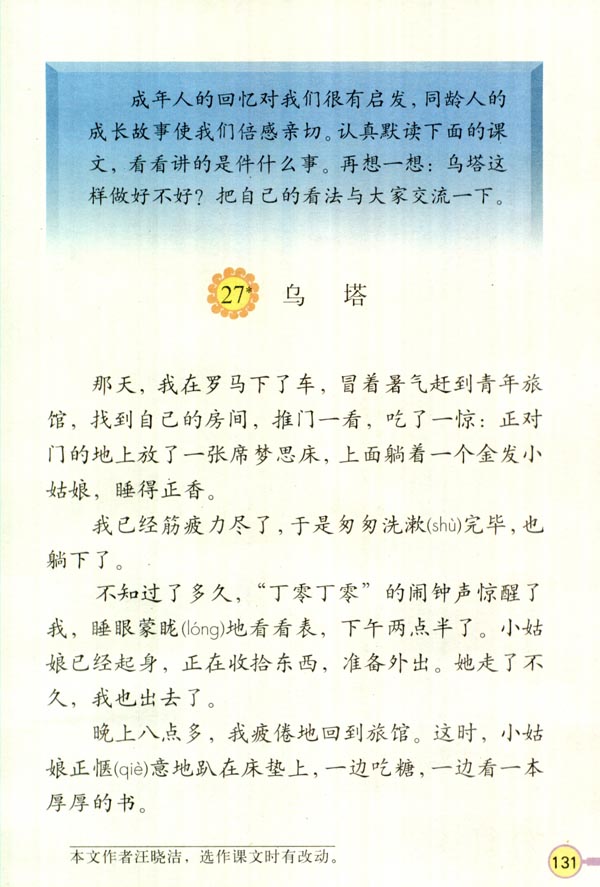 成年人的回忆对我们很有启发，同龄人的
成长故事使我们倍感亲切。认真默读下面的课
文，看看讲的是件什么事。再想一想：乌塔这
样做好不好？把自己的看法与大家交流一下。
27* 乌 塔
那天，我在罗马下了车，冒着暑气赶到青年旅
馆，找到自己的房间，推门一看，吃了一惊：正对
门的地上放了一张席梦思床，上面躺着一个金发小
姑娘，睡得正香。
我已经筋疲力尽了，于是匆匆洗漱(shù)完毕，也
躺下了。
不知过了多久，“丁零丁零”的闹钟声惊醒了
我，睡眼蒙眬(lóng)地看看表，下午两点半了。小姑
娘已经起身，正在收拾东西，准备外出。她走了不
久，我也出去了。
晚上八点多，我疲倦地回到旅馆。这时，小姑
娘正惬(qiè)意地趴在床垫上，一边吃糖，一边看一本
厚厚的书。
本文作者汪晓洁，选作课文时有改动。
131